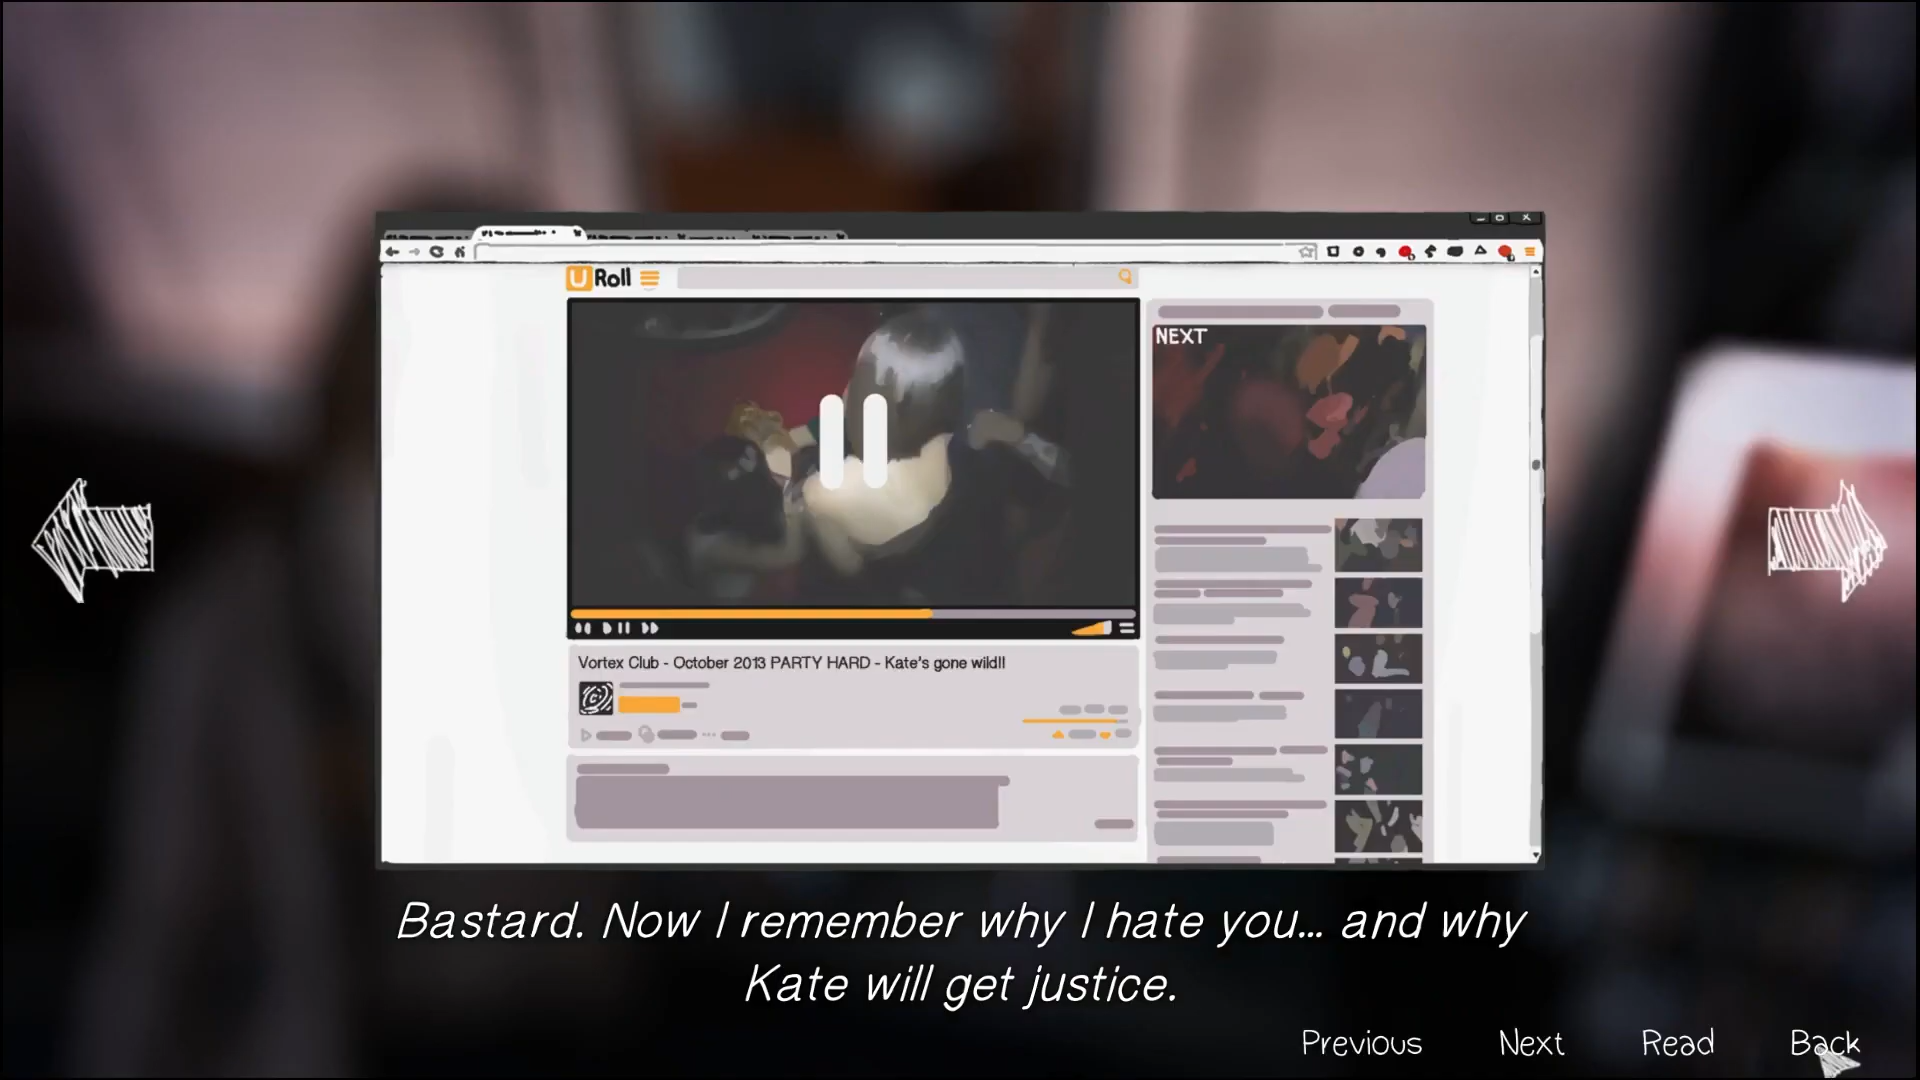 U Roll
NEXT
Vortex Club - October 2013 PARTY HARD - Kate's gone wild!!
Bastard. Now I remember why I hate you... and why
Kate will get justice.
Previous Next Read Back